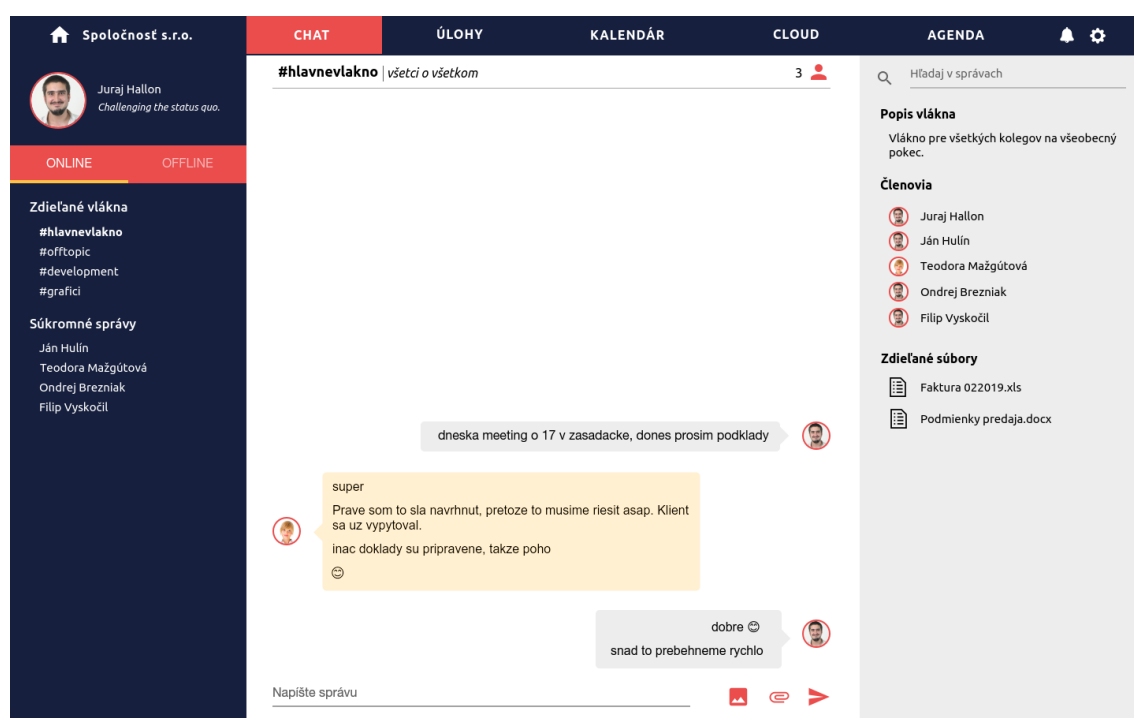 Spoločnosť s.r.o.
CHAT
ÚLOHY
KALENDÁR
CLOUD
AGENDA
Juraj Hallon
Challenging the status quo.
ONLINE
OFFLINE
Zdieľané vlákna
#hlavnevlakno
#offtopic
#development
#grafici
Súkromné správy
Ján Hulín
Teodora Mažgútová
Ondrej Brezniak
Filip Vyskočil
#hlavnevlakno | všetci o všetkom
3
dneska meeting o 17 v zasadacke, dones prosim podklady
super
Prave som to sla navrhnut, pretoze to musime riesit asap. Klient
sa uz vypytoval.
inac doklady su pripravene, takze poho
😊
dobre 😊
snad to prebehneme rychlo
Napíšte správu
Hľadaj v správach
Popis vlákna
Vlákno pre všetkých kolegov na všeobecný
pokec.
Členovia
Juraj Hallon
Ján Hulín
Teodora Mažgútová
Ondrej Brezniak
Filip Vyskočil
Zdieľané súbory
Faktura 022019.xls
Podmienky predaja.docx